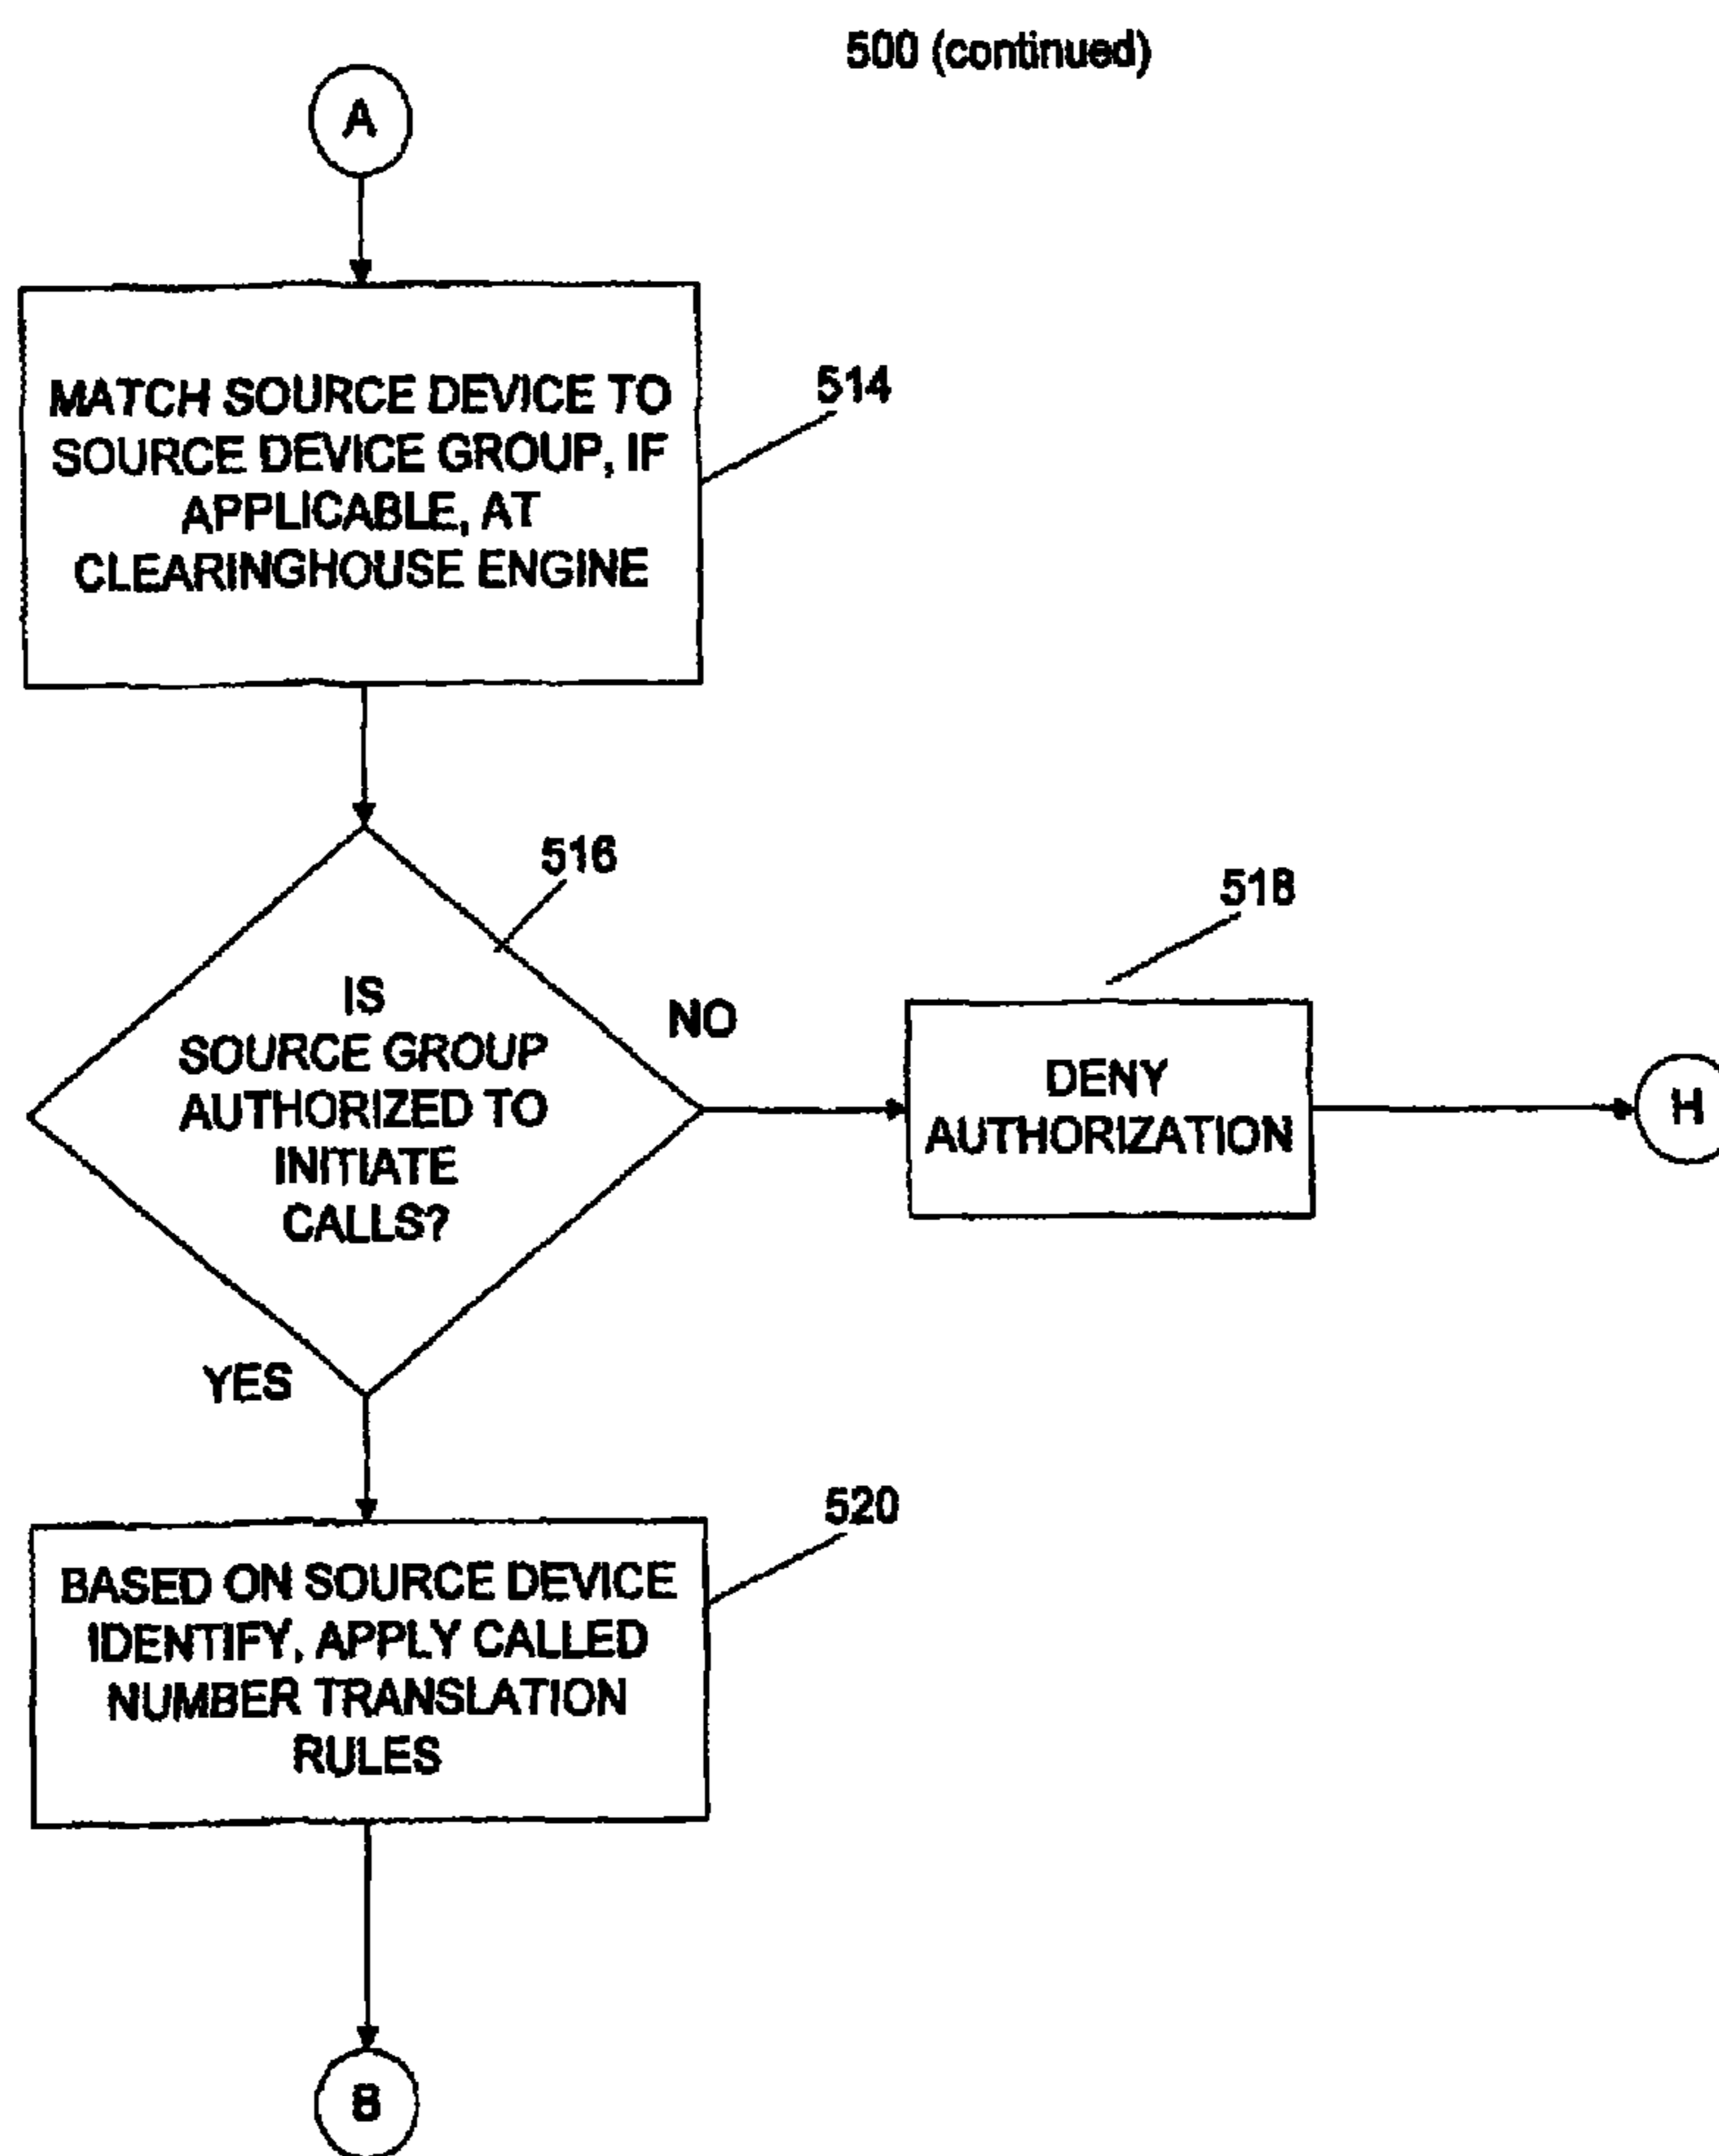 500 (continued)
A
MATCH SOURCE DEVICE TO
SOURCE DEVICE GROUP, IF
APPLICABLE, AT
CLEARINGHOUSE ENGINE
514
516
IS
SOURCE GROUP
AUTHORIZED TO
INITIATE
CALLS?
NO
YES
518
DENY
AUTHORIZATION
H
520
BASED ON SOURCE DEVICE
IDENTIFY, APPLY CALLED
NUMBER TRANSLATION
RULES
B